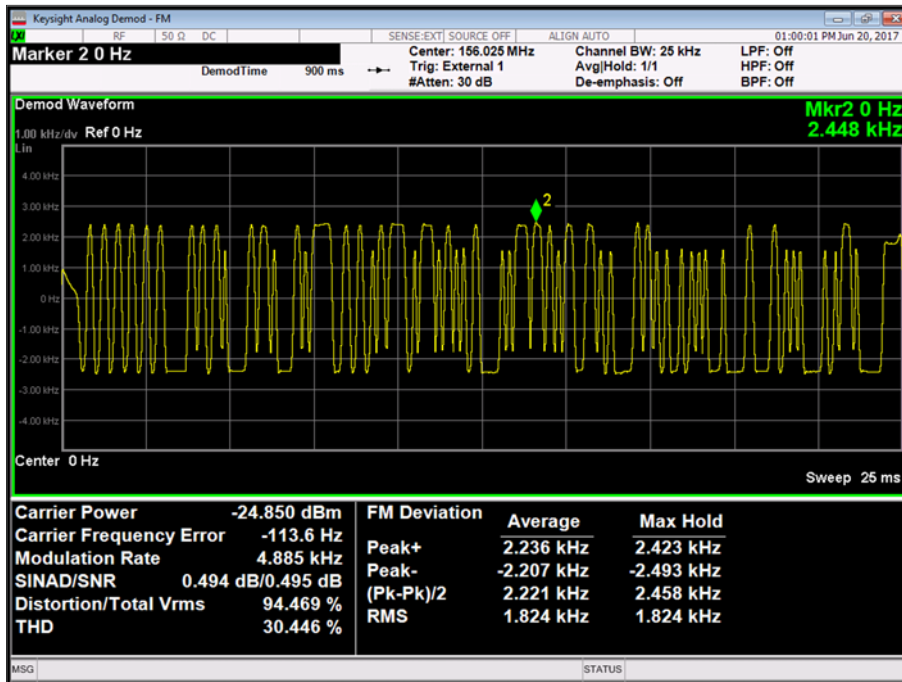 Keysight Analog Demod - FM
LXI RF 50 Ω DC SENSE:EXT SOURCE OFF ALIGN AUTO 01:00:01 PM Jun 20, 2017
Marker 2 0 Hz
DemodTime 900 ms
Center: 156.025 MHz Channel BW: 25 kHz LPF: Off
Trig: External 1 Avg|Hold: 1/1 HPF: Off
#Atten: 30 dB De-emphasis: Off BPF: Off
Demod Waveform
Mkr2 0 Hz
2.448 kHz
1.00 kHz/dv Ref 0 Hz
Lin
4.00 kHz
3.00 kHz
2
2.00 kHz
1.00 kHz
0 Hz
-1.00 kHz
-2.00 kHz
-3.00 kHz
-4.00 kHz
Center 0 Hz
Sweep 25 ms
Carrier Power -24.850 dBm
Carrier Frequency Error -113.6 Hz
Modulation Rate 4.885 kHz
SINAD/SNR 0.494 dB/0.495 dB
Distortion/Total Vrms 94.469 %
THD 30.446 %
FM Deviation Average Max Hold
Peak+ 2.236 kHz 2.423 kHz
Peak- -2.207 kHz -2.493 kHz
(Pk-Pk)/2 2.221 kHz 2.458 kHz
RMS 1.824 kHz 1.824 kHz
MSG STATUS